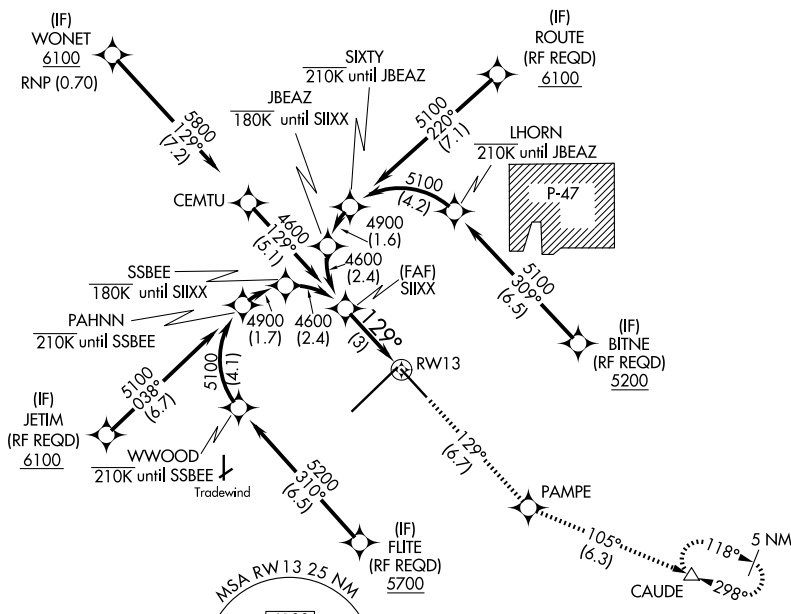 (IF)
WONET
6100
RNP (0.70)
5800
129°
(7.2)
CEMTU
4600
129°
(5.1)
JBEAZ
180K until SIIXX
SIXTY
210K until JBEAZ
(IF)
ROUTE
(RF REQD)
6100
5100
220°
(7.1)
LHORN
210K until JBEAZ
P-47
5100
(4.2)
4900
(1.6)
4600
(2.4)
(FAF)
SIIXX
5100
309°
(6.5)
(IF)
BITNE
(RF REQD)
5200
SSBEE
180K until SIIXX
PAHNN
210K until SSBEE
4900
(1.7)
4600
(2.4)
129°
(3)
RW13
5100
038°
(6.7)
(IF)
JETIM
(RF REQD)
6100
5100
(4.1)
WWOOD
210K until SSBEE
Tradewind
5200
310°
(6.5)
(IF)
FLITE
(RF REQD)
5700
129°
(6.7)
PAMPE
105°
(6.3)
CAUDE
118°
298°
5 NM
MSA RW13 25 NM